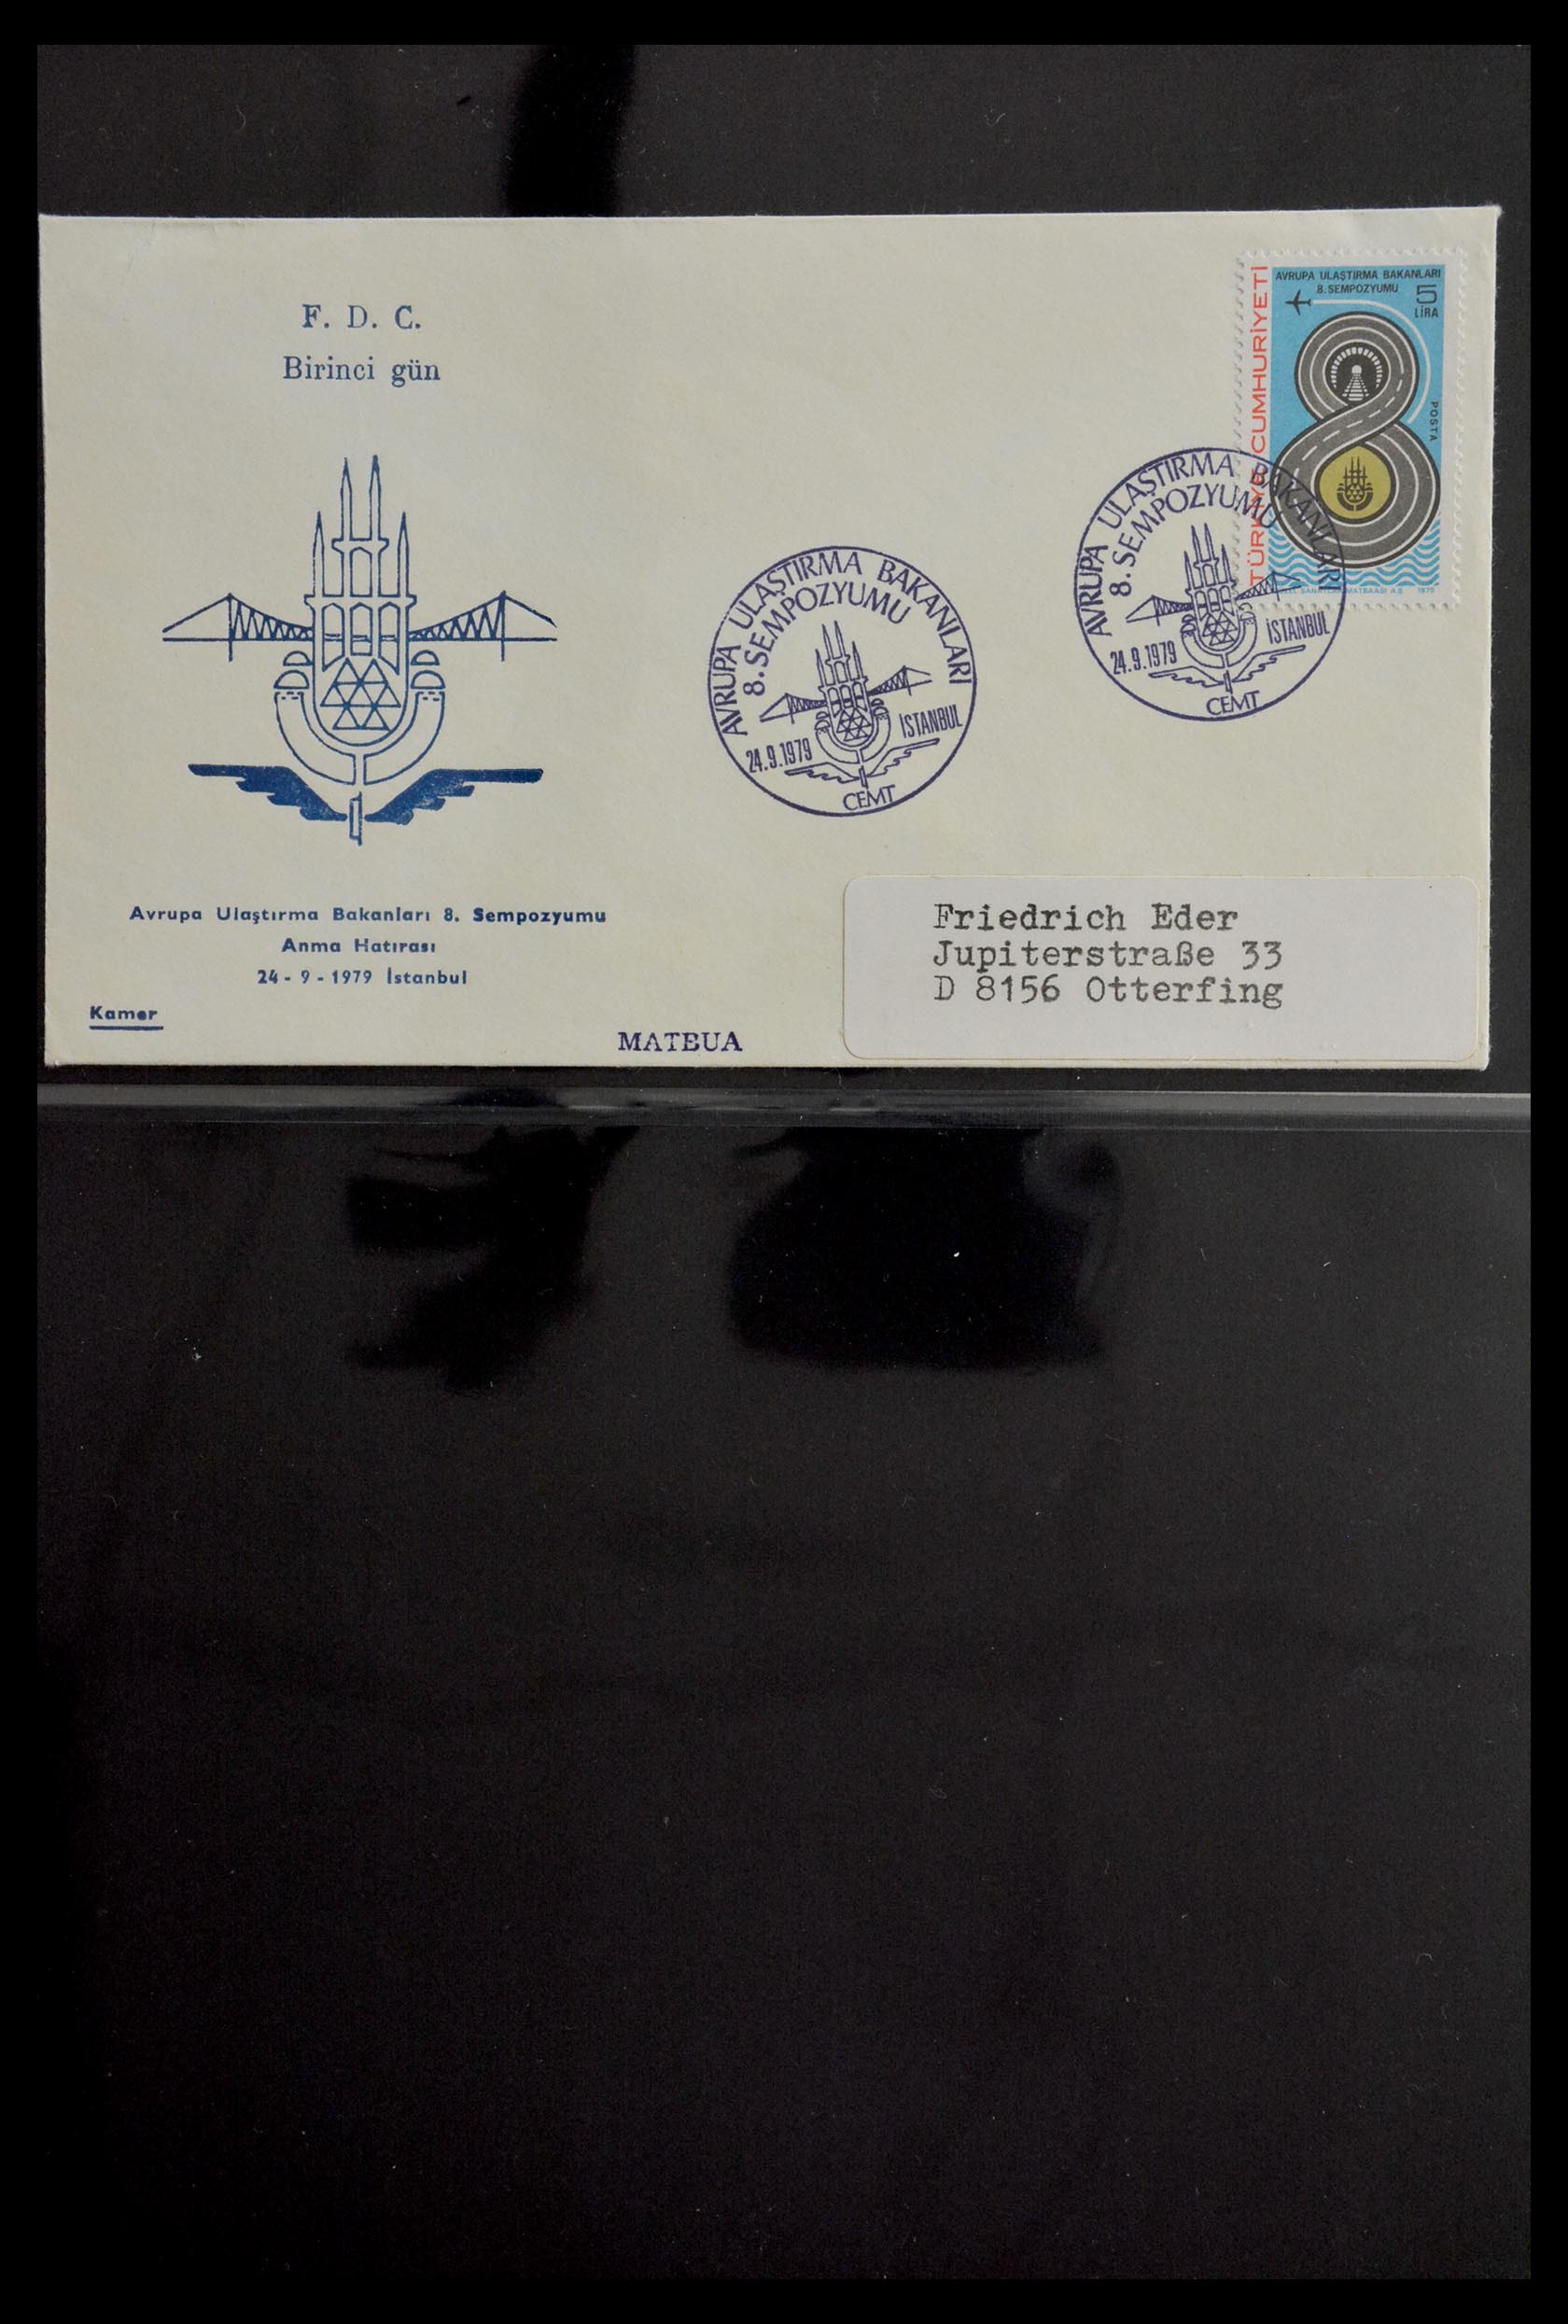 F. D. C.
Birinci gün
AVRUPA ULAŞTIRMA BAKANLARI
8. SEMPOZYUMU
5
LİRA
POSTA
TÜRKİYE CUMHURİYETİ
SANATLAR MATBAASI A.Ş 1979
AVRUPA ULAŞTIRMA BAKANLARI
8. SEMPOZYUMU
24.9.1979
İSTANBUL
CEMT
AVRUPA ULAŞTIRMA BAKANLARI
8. SEMPOZYUMU
24.9.1979
İSTANBUL
CEMT
Avrupa Ulaştırma Bakanları 8. Sempozyumu
Anma Hatırası
24 - 9 - 1979 İstanbul
Kamer
MATBUA
Friedrich Eder
Jupiterstraße 33
D 8156 Otterfing